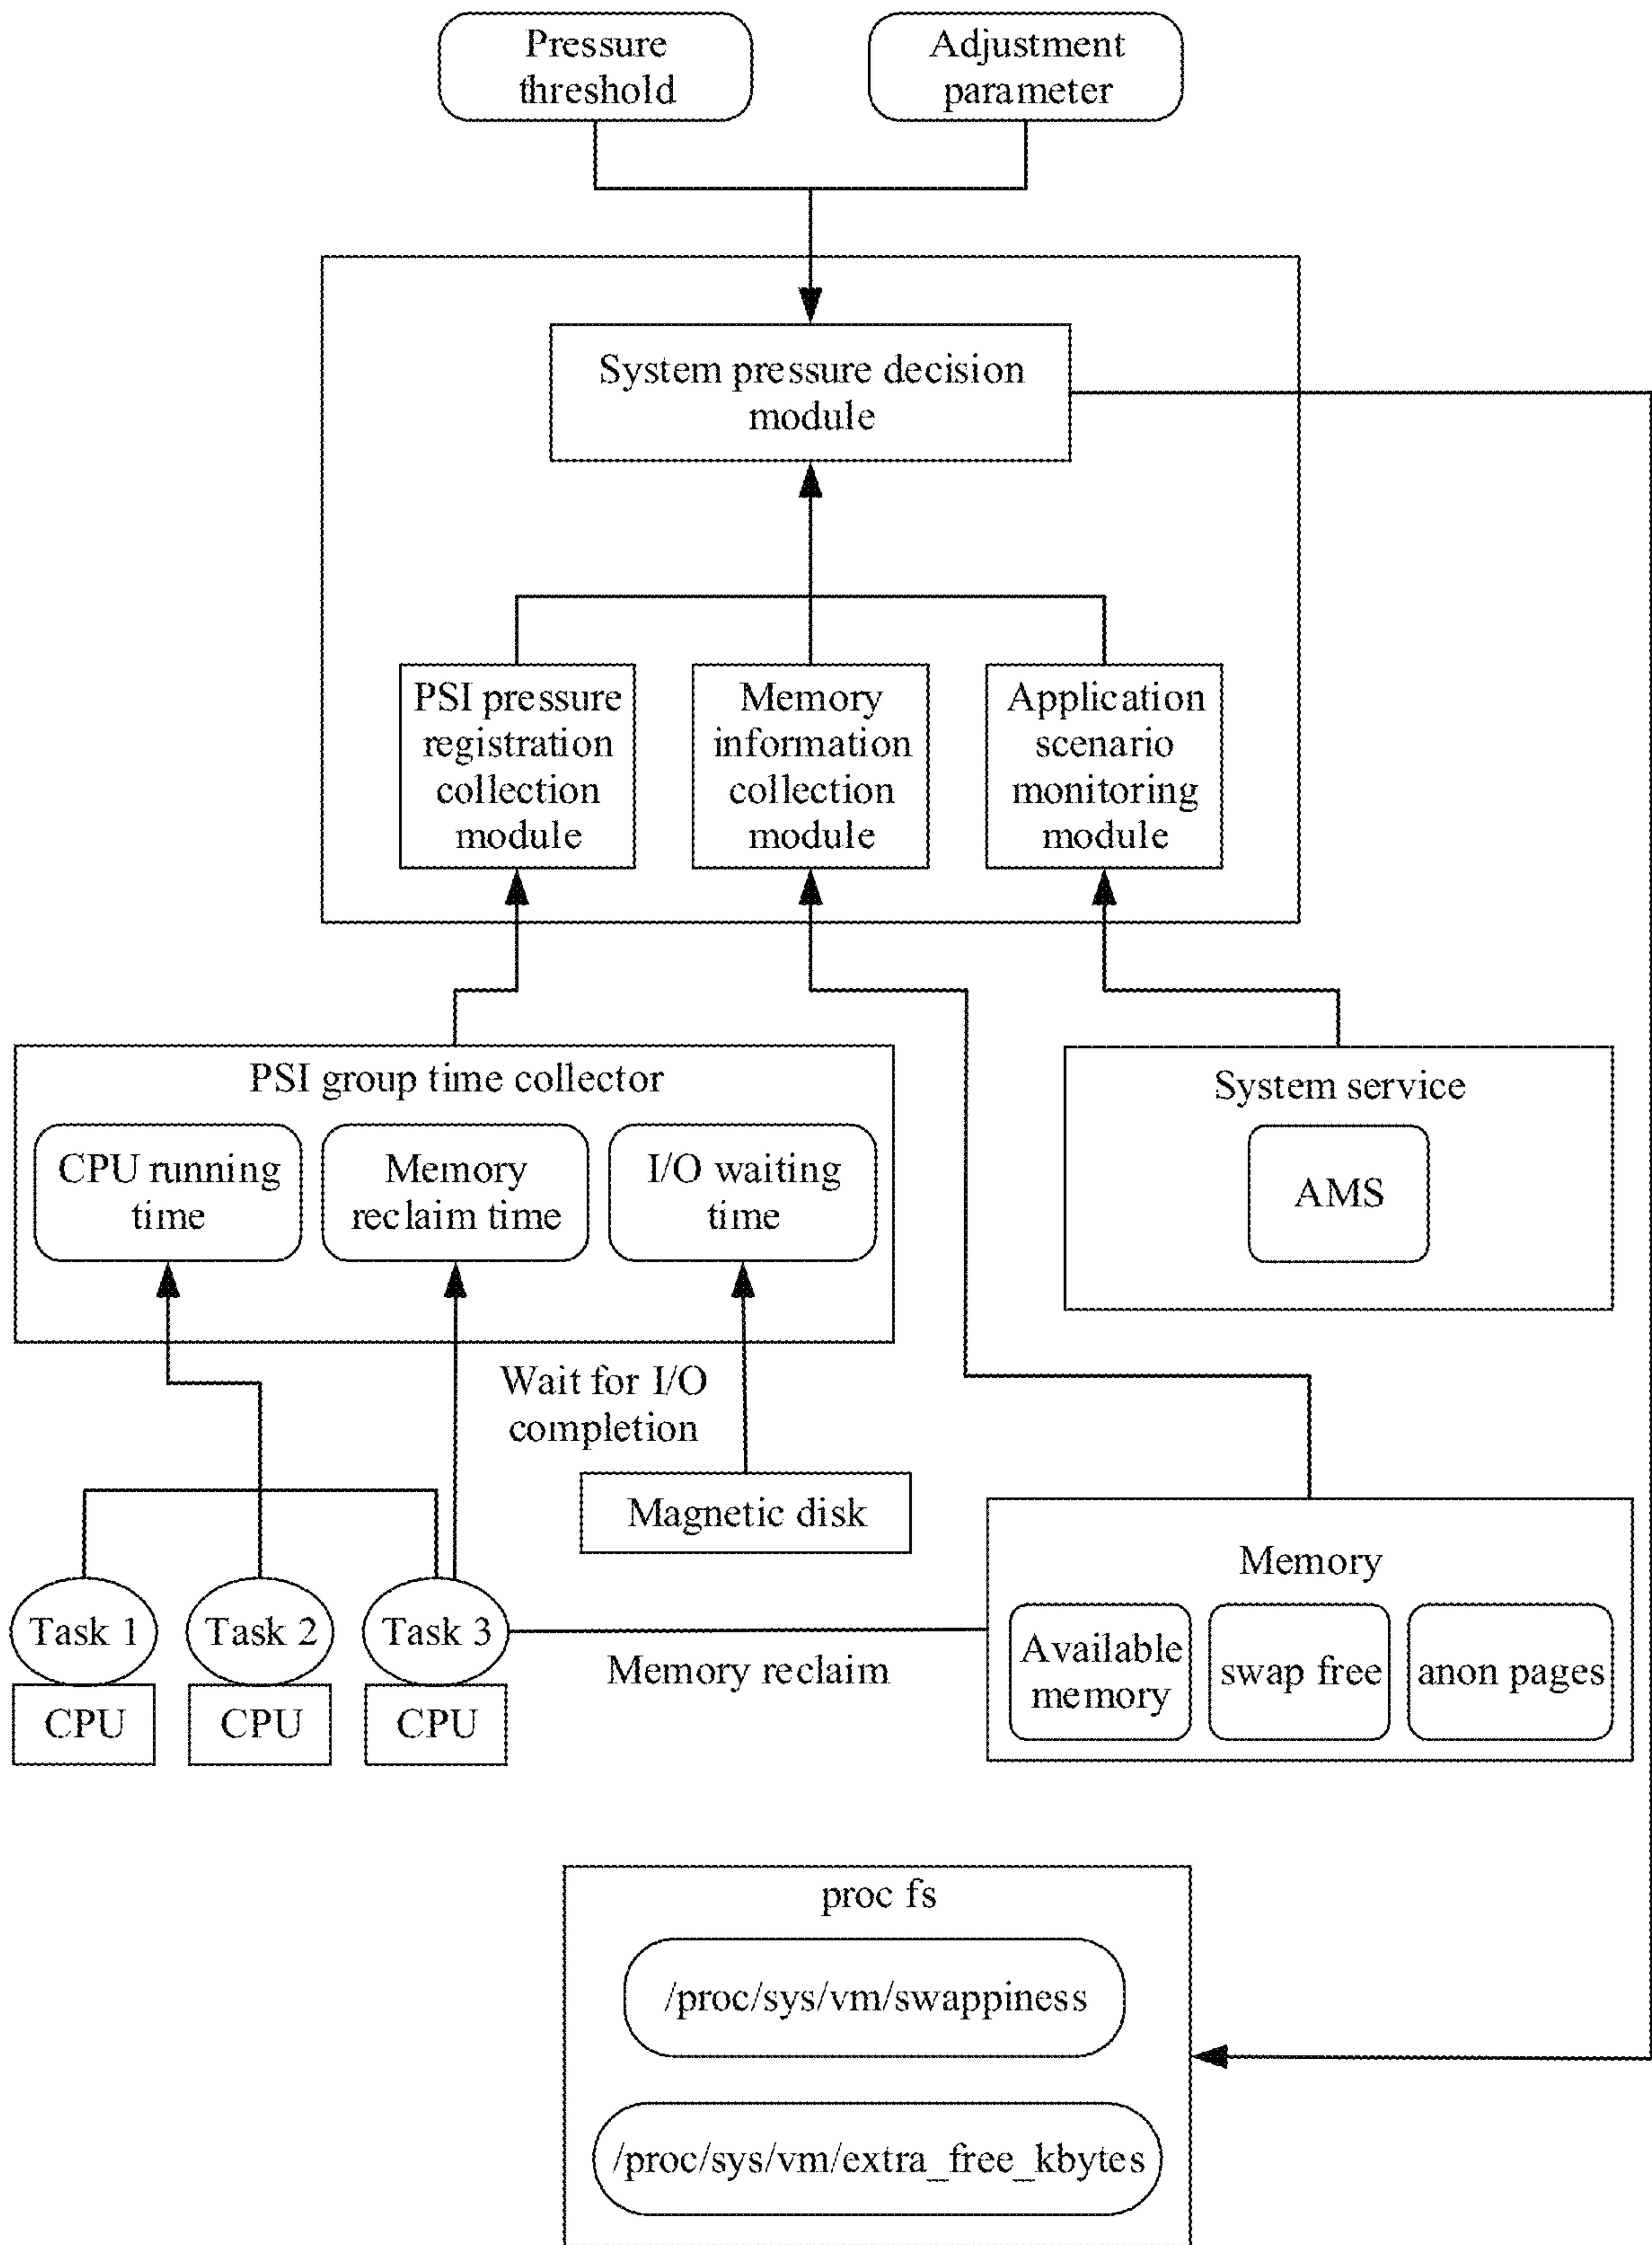 Pressure
threshold
Adjustment
parameter
System pressure decision
module
PSI pressure
registration
collection
module
Memory
information
collection
module
Application
scenario
monitoring
module
PSI group time collector
CPU running
time
Memory
reclaim time
I/O waiting
time
System service
AMS
Wait for I/O
completion
Magnetic disk
Task 1
Task 2
Task 3
CPU
CPU
CPU
Memory reclaim
Memory
Available
memory
swap free
anon pages
proc fs
/proc/sys/vm/swappiness
/proc/sys/vm/extra_free_kbytes